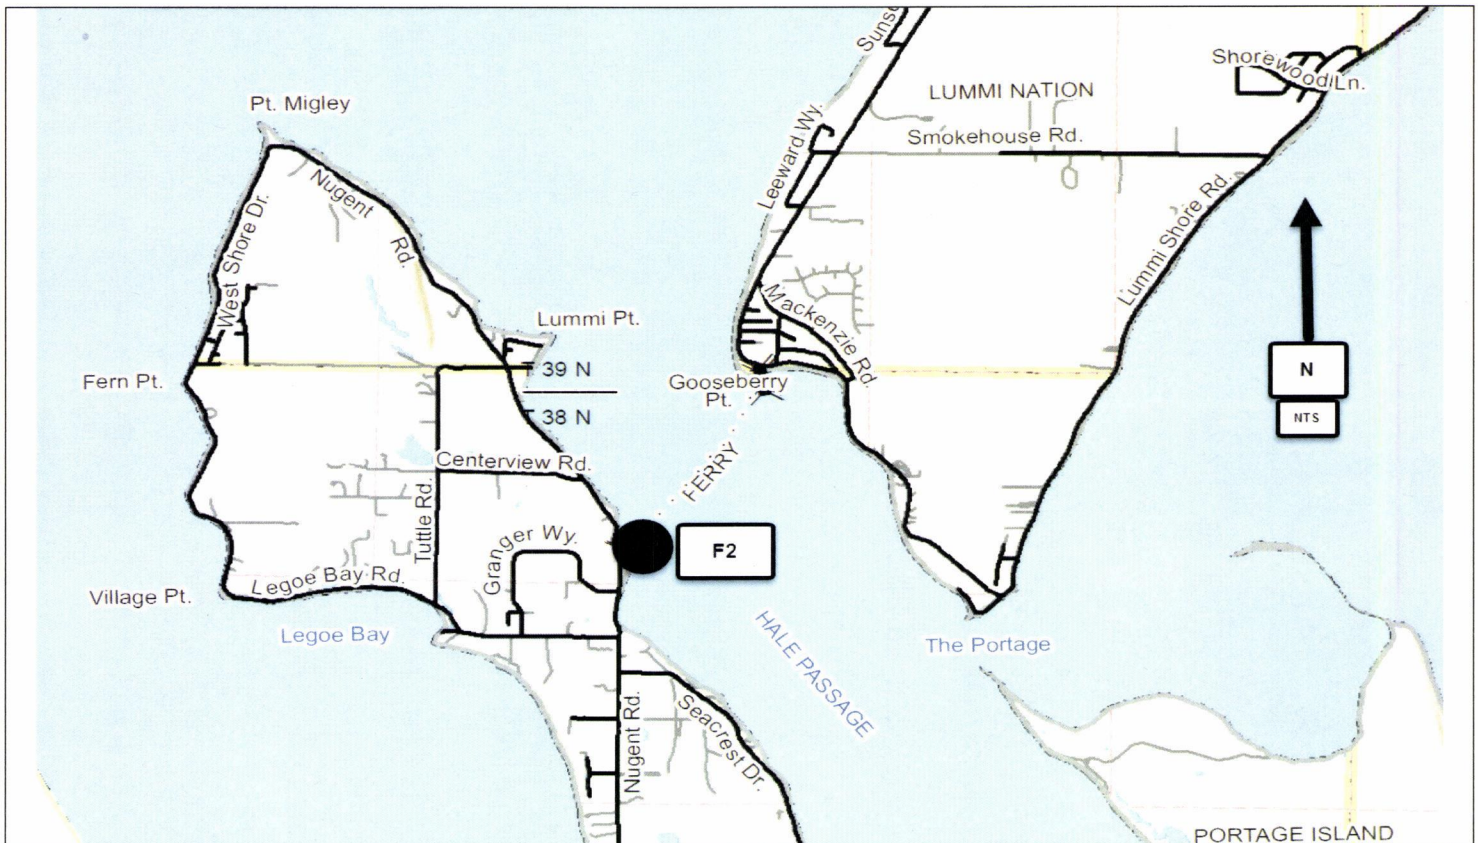 Sunse
Shorewood Ln.
Pt. Migley
LUMMI NATION
Smokehouse Rd.
Leeward Wy.
Nugent
Rd.
West Shore Dr.
Lummi Shore Rd.
Mackenzie Rd.
Lummi Pt.
T 39 N
Fern Pt.
Gooseberry
Pt.
T 38 N
N
NTS
Centerview Rd.
FERRY
Tuttle Rd.
Granger Wy.
F2
Legoe Bay Rd.
Village Pt.
Legoe Bay
HALE PASSAGE
The Portage
Nugent Rd.
Seacrest Dr.
PORTAGE ISLAND